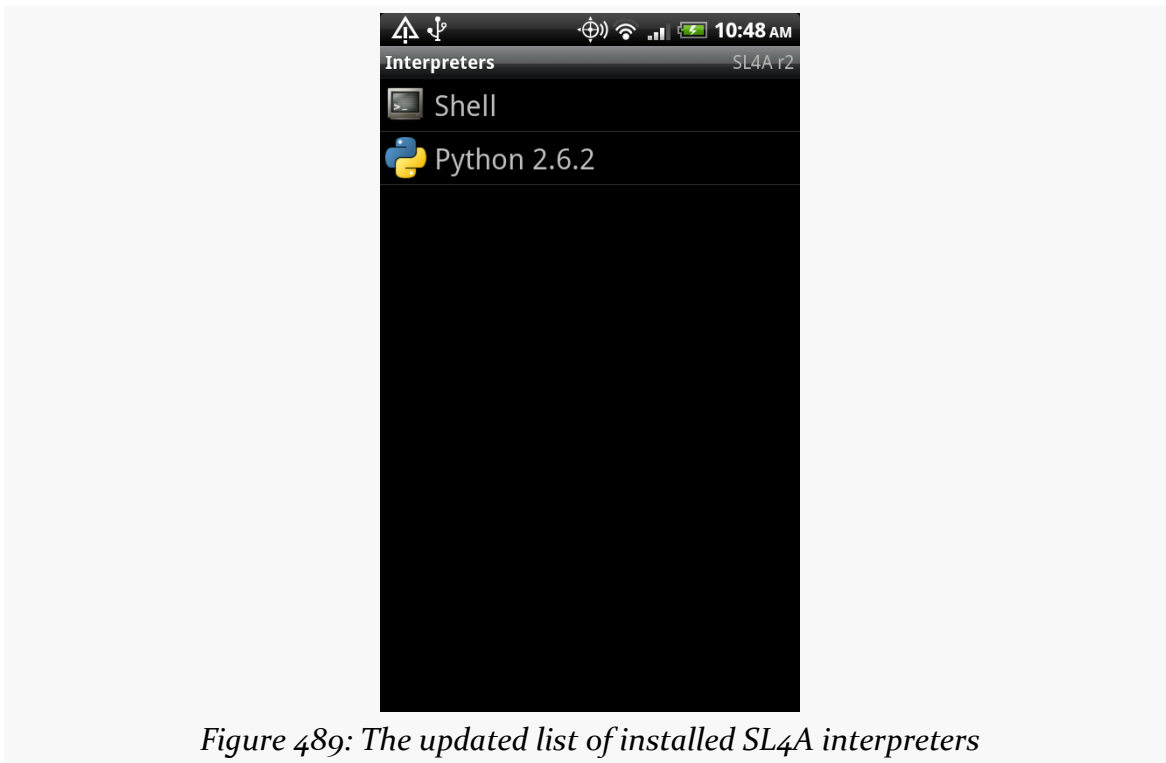 10:48 AM
Interpreters SL4A r2
>_ Shell
Python 2.6.2
Figure 489: The updated list of installed SL4A interpreters